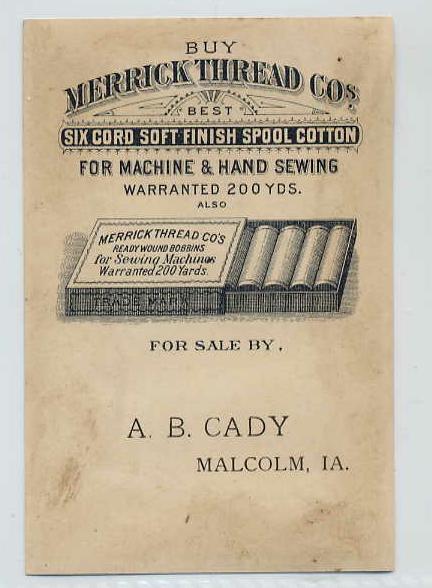 BUY
MERRICK THREAD CO'S
BEST
SIX CORD SOFT FINISH SPOOL COTTON
FOR MACHINE & HAND SEWING
WARRANTED 200 YDS.
ALSO
MERRICK THREAD CO'S
READY WOUND BOBBINS
for Sewing Machines
Warranted 200 Yards.
TRADE MARK
FOR SALE BY,
A. B. CADY
MALCOLM, IA.